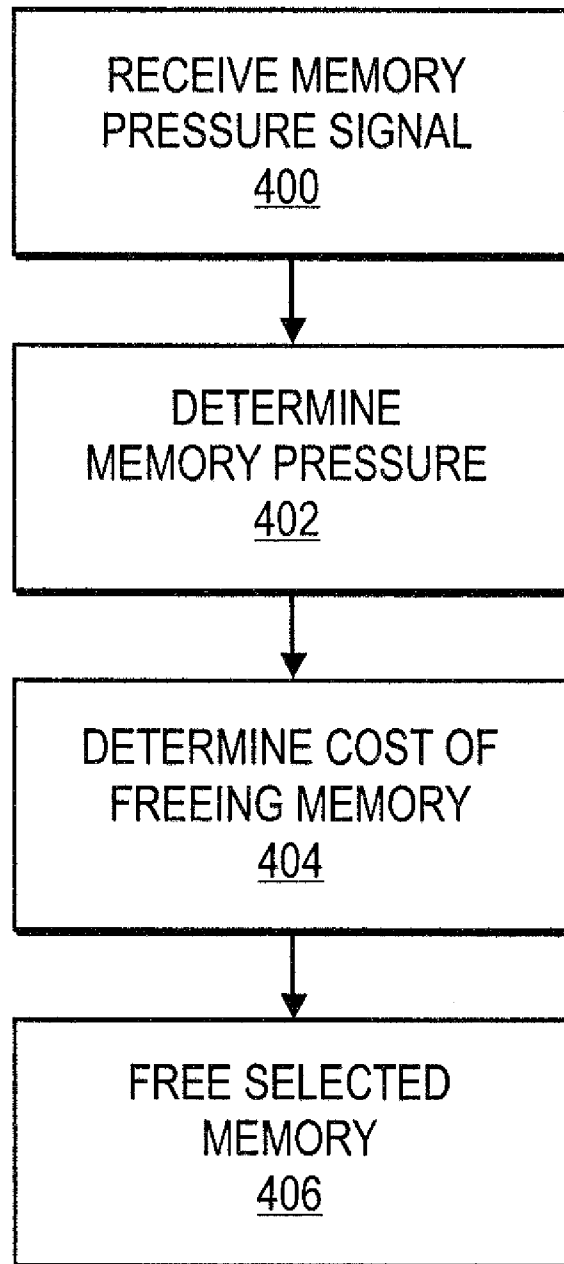 RECEIVE MEMORY
PRESSURE SIGNAL
400
DETERMINE
MEMORY PRESSURE
402
DETERMINE COST OF
FREEING MEMORY
404
FREE SELECTED
MEMORY
406